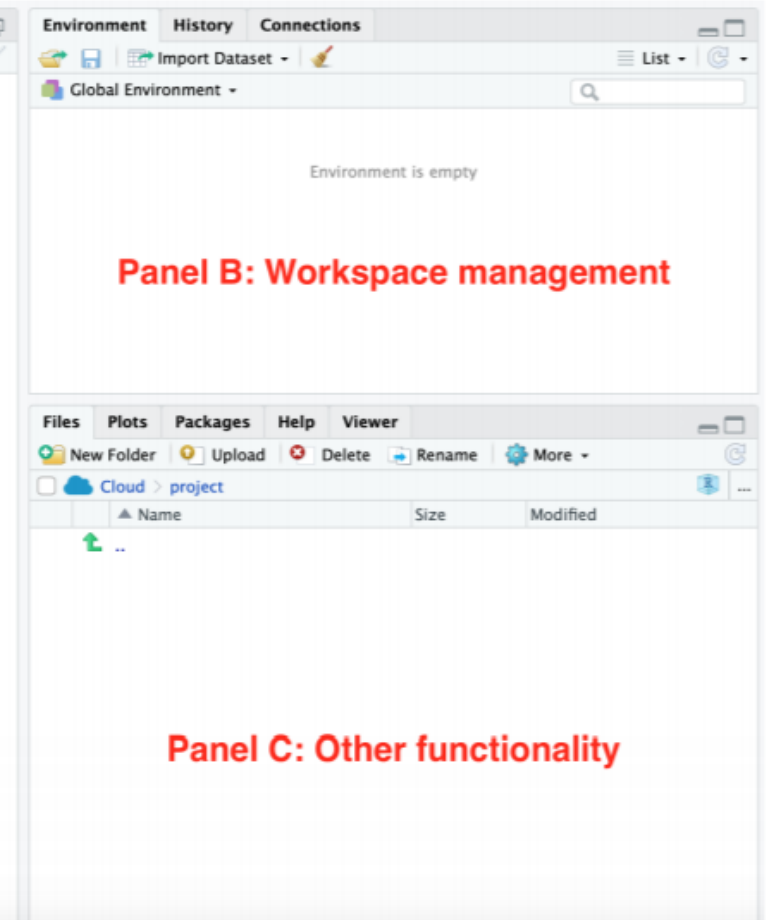 Environment History Connections
Import Dataset List
Global Environment
Environment is empty
Panel B: Workspace management
Files Plots Packages Help Viewer
New Folder Upload Delete Rename More
Cloud > project R ...
Name Size Modified
..
Panel C: Other functionality